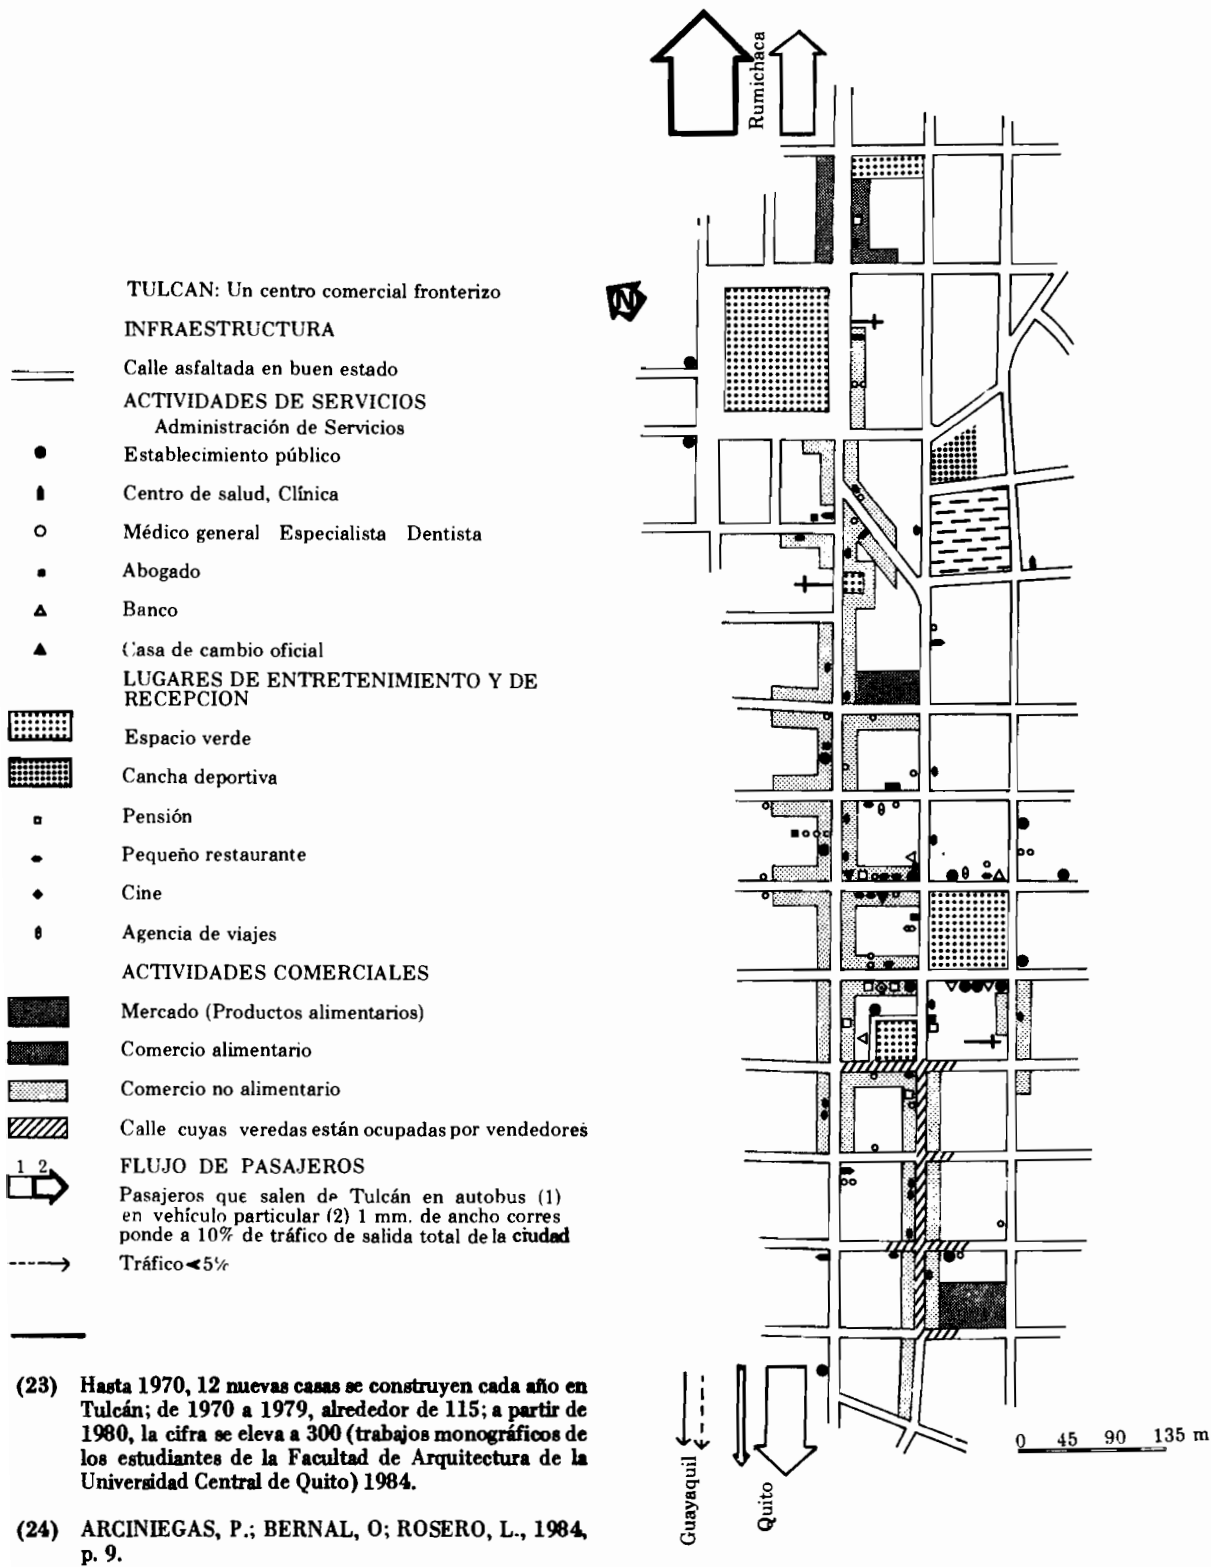 TULCAN: Un centro comercial fronterizo
INFRAESTRUCTURA
Calle asfaltada en buen estado
ACTIVIDADES DE SERVICIOS
Administración de Servicios
Establecimiento público
Centro de salud, Clínica
Médico general Especialista Dentista
Abogado
Banco
Casa de cambio oficial
LUGARES DE ENTRETENIMIENTO Y DE
RECEPCION
Espacio verde
Cancha deportiva
Pensión
Pequeño restaurante
Cine
Agencia de viajes
ACTIVIDADES COMERCIALES
Mercado (Productos alimentarios)
Comercio alimentario
Comercio no alimentario
Calle cuyas veredas están ocupadas por vendedores
1 2
FLUJO DE PASAJEROS
Pasajeros que salen de Tulcán en autobus (1)
en vehículo particular (2) 1 mm. de ancho corres
ponde a 10% de tráfico de salida total de la ciudad
Tráfico < 5%
(23) Hasta 1970, 12 nuevas casas se construyen cada año en
Tulcán; de 1970 a 1979, alrededor de 115; a partir de
1980, la cifra se eleva a 300 (trabajos monográficos de
los estudiantes de la Facultad de Arquitectura de la
Universidad Central de Quito) 1984.
(24) ARCINIEGAS, P.; BERNAL, O; ROSERO, L., 1984,
p. 9.
Rumichaca
N
Guayaquil
Quito
0 45 90 135 m